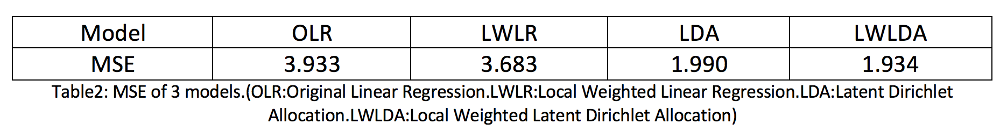 Model OLR LWLR LDA LWLDA
MSE 3.933 3.683 1.990 1.934
Table2: MSE of 3 models.(OLR:Original Linear Regression.LWLR:Local Weighted Linear Regression.LDA:Latent Dirichlet
Allocation.LWLDA:Local Weighted Latent Dirichlet Allocation)